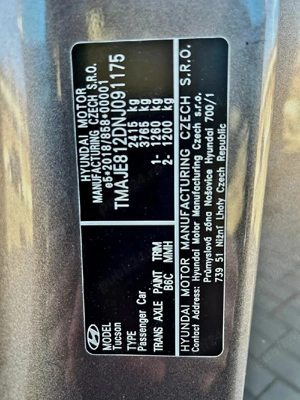 HYUNDAI MOTOR
MANUFACTURING CZECH S.R.O.
e5*2018/858*00001
TMAJE812DNJ091175
2415 kg
3765 kg
1- 1260 kg
2- 1200 kg
MODEL
Tucson
TYPE
Passenger Car
TRANS AXLE PAINT TRIM
B6C MMH
HYUNDAI MOTOR MANUFACTURING CZECH S.R.O.
Contact Address: Hyundai Motor Manufacturing Czech
Průmyslová zóna Nošovice Hyundai 700/1
739 51 Nižní Lhoty Czech Republic